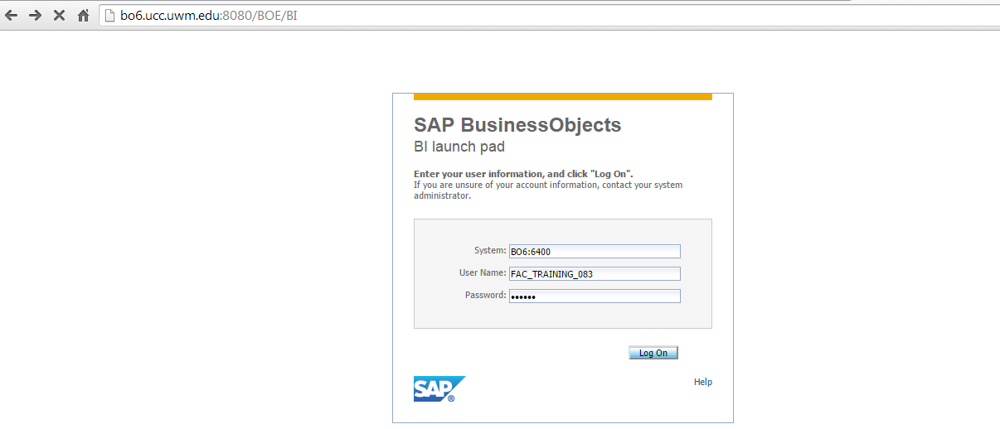 bo6.ucc.uwm.edu:8080/BOE/BI
SAP BusinessObjects
BI launch pad
Enter your user information, and click "Log On".
If you are unsure of your account information, contact your system
administrator.
System: BO6:6400
User Name: FAC_TRAINING_083
Password: ••••••
Log On
SAP®
Help